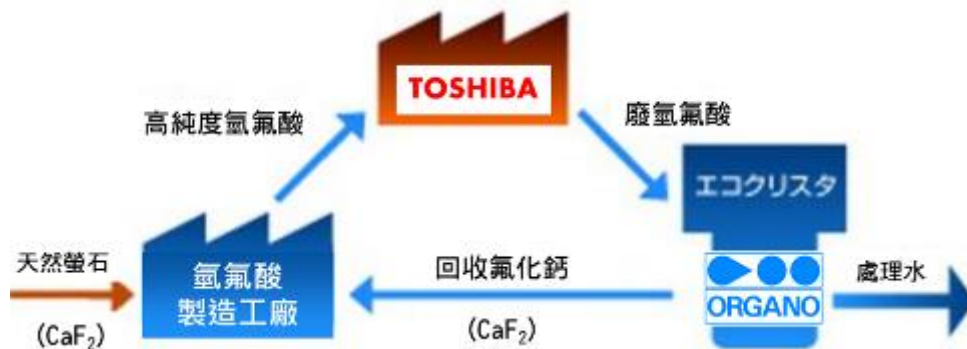 TOSHIBA
高純度氫氟酸
廢氫氟酸
エコクリスタ
天然螢石
(CaF₂)
氫氟酸
製造工廠
回收氟化鈣
(CaF₂)
ORGANO
處理水